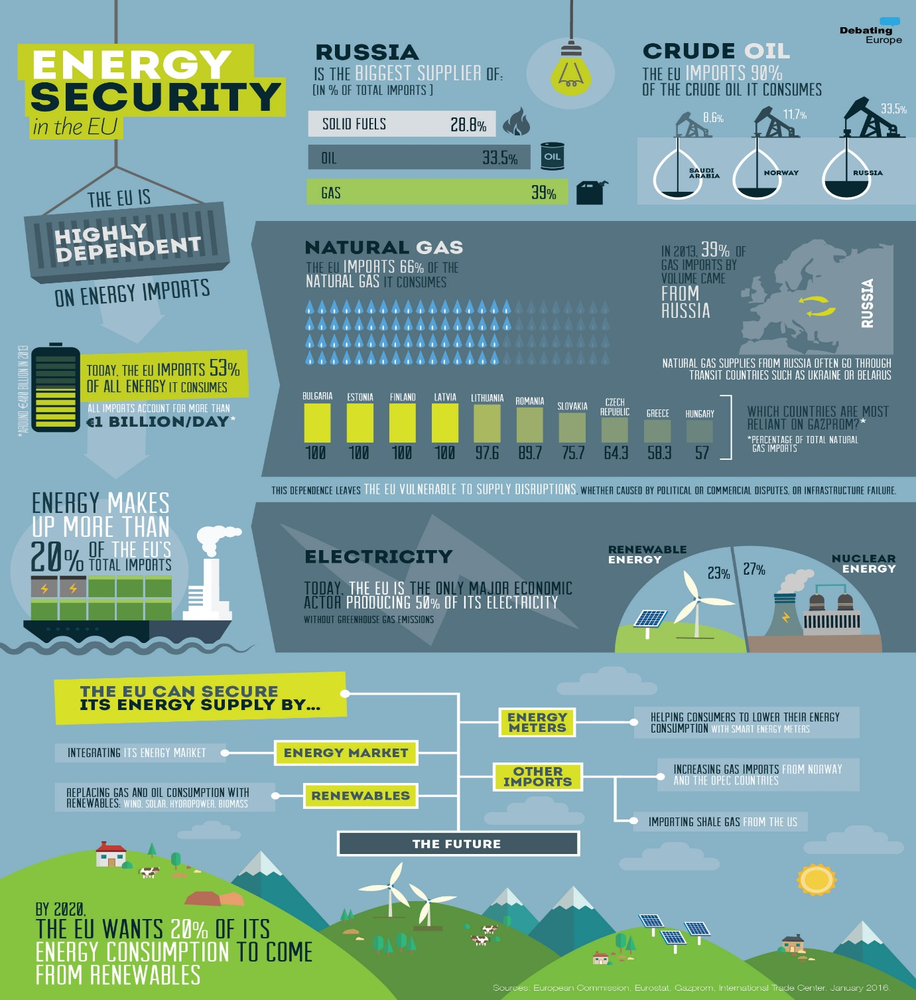 ENERGY
SECURITY
in the EU
THE EU IS
HIGHLY
DEPENDENT
ON ENERGY IMPORTS
*AROUND €400 BILLION IN 2013
TODAY, THE EU IMPORTS 53%
OF ALL ENERGY IT CONSUMES
ALL IMPORTS ACCOUNT FOR MORE THAN
€1 BILLION/DAY*
ENERGY MAKES
UP MORE THAN
20% OF THE EU'S
TOTAL IMPORTS
RUSSIA
IS THE BIGGEST SUPPLIER OF:
[IN % OF TOTAL IMPORTS ]
SOLID FUELS 28.8%
OIL 33.5%
OIL
GAS 39%
CRUDE OIL
THE EU IMPORTS 90%
OF THE CRUDE OIL IT CONSUMES
8,6%
11,7%
33,5%
SAUDI
ARABIA
NORWAY
RUSSIA
Debating
Europe
NATURAL GAS
THE EU IMPORTS 66% OF THE
NATURAL GAS IT CONSUMES
IN 2013, 39% OF
GAS IMPORTS BY
VOLUME CAME
FROM
RUSSIA
RUSSIA
NATURAL GAS SUPPLIES FROM RUSSIA OFTEN GO THROUGH
TRANSIT COUNTRIES SUCH AS UKRAINE OR BELARUS
BULGARIA ESTONIA FINLAND LATVIA LITHUANIA ROMANIA SLOVAKIA CZECH REPUBLIC GREECE HUNGARY
100 100 100 100 97.6 89.7 75.7 64.3 58.3 57
WHICH COUNTRIES ARE MOST
RELIANT ON GAZPROM?*
*PERCENTAGE OF TOTAL NATURAL
GAS IMPORTS
THIS DEPENDENCE LEAVES THE EU VULNERABLE TO SUPPLY DISRUPTIONS, WHETHER CAUSED BY POLITICAL OR COMMERCIAL DISPUTES, OR INFRASTRUCTURE FAILURE.
ELECTRICITY
TODAY, THE EU IS THE ONLY MAJOR ECONOMIC
ACTOR PRODUCING 50% OF ITS ELECTRICITY
WITHOUT GREENHOUSE GAS EMISSIONS
RENEWABLE
ENERGY
23%
27%
NUCLEAR
ENERGY
THE EU CAN SECURE
ITS ENERGY SUPPLY BY...
ENERGY
METERS
HELPING CONSUMERS TO LOWER THEIR ENERGY
CONSUMPTION WITH SMART ENERGY METERS
INTEGRATING ITS ENERGY MARKET
ENERGY MARKET
OTHER
IMPORTS
INCREASING GAS IMPORTS FROM NORWAY
AND THE OPEC COUNTRIES
REPLACING GAS AND OIL CONSUMPTION WITH
RENEWABLES: WIND, SOLAR, HYDROPOWER, BIOMASS
RENEWABLES
IMPORTING SHALE GAS FROM THE US
THE FUTURE
BY 2020,
THE EU WANTS 20% OF ITS
ENERGY CONSUMPTION TO COME
FROM RENEWABLES
Sources: European Commission, Eurostat, Gazprom, International Trade Center. January 2016.